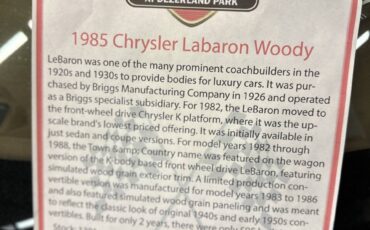 AT DEZERLAND PARK
1985 Chrysler Labaron Woody
LeBaron was one of the many prominent coachbuilders in the
1920s and 1930s to provide bodies for luxury cars. It was pur-
chased by Briggs Manufacturing Company in 1926 and operated
as a Briggs specialist subsidiary. For 1982, the LeBaron moved to
the front-wheel drive Chrysler K platform, where it was the up-
scale brand's lowest priced offering. It was initially available in
just sedan and coupe versions. For model years 1982 through
1988, the Town &amp; Country name was featured on the wagon
version of the K-body based front wheel drive LeBaron, featuring
simulated wood grain exterior trim. A limited production con-
vertible version was manufactured for model years 1983 to 1986
and also featured simulated wood grain paneling and was meant
to reflect the classic look of original 1940s and early 1950s con-
vertibles. Built for only 2 years, there were only